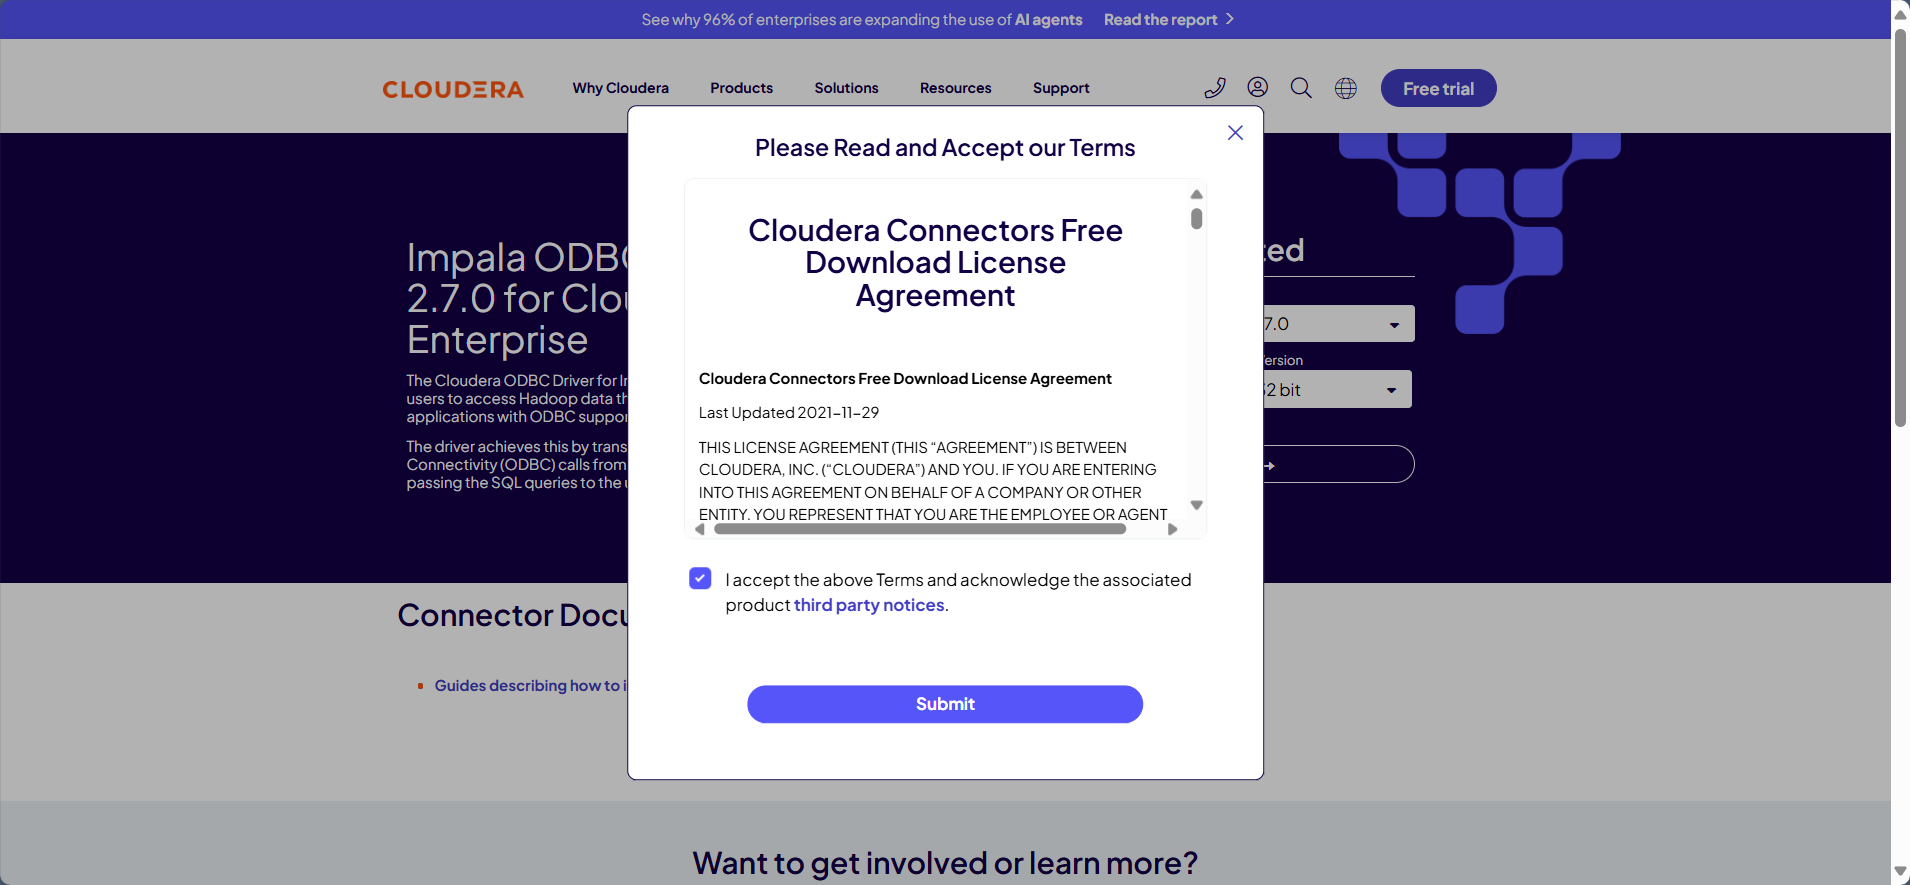 See why 96% of enterprises are expanding the use of AI agents Read the report
CLOUDERA
Why Cloudera Products Solutions Resources Support
Free trial
Please Read and Accept our Terms
Cloudera Connectors Free
Download License
Agreement
Cloudera Connectors Free Download License Agreement
Last Updated 2021-11-29
THIS LICENSE AGREEMENT (THIS “AGREEMENT”) IS BETWEEN
CLOUDERA, INC. (“CLOUDERA”) AND YOU. IF YOU ARE ENTERING
INTO THIS AGREEMENT ON BEHALF OF A COMPANY OR OTHER
ENTITY, YOU REPRESENT THAT YOU ARE THE EMPLOYEE OR AGENT
I accept the above Terms and acknowledge the associated
product third party notices.
Submit
Impala ODBC
2.7.0 for Clou
Enterprise
The Cloudera ODBC Driver for Ir
users to access Hadoop data th
applications with ODBC suppor
The driver achieves this by trans
Connectivity (ODBC) calls from
passing the SQL queries to the u
ted
7.0
ersion
32 bit
Connector Docu
Guides describing how to i
Want to get involved or learn more?